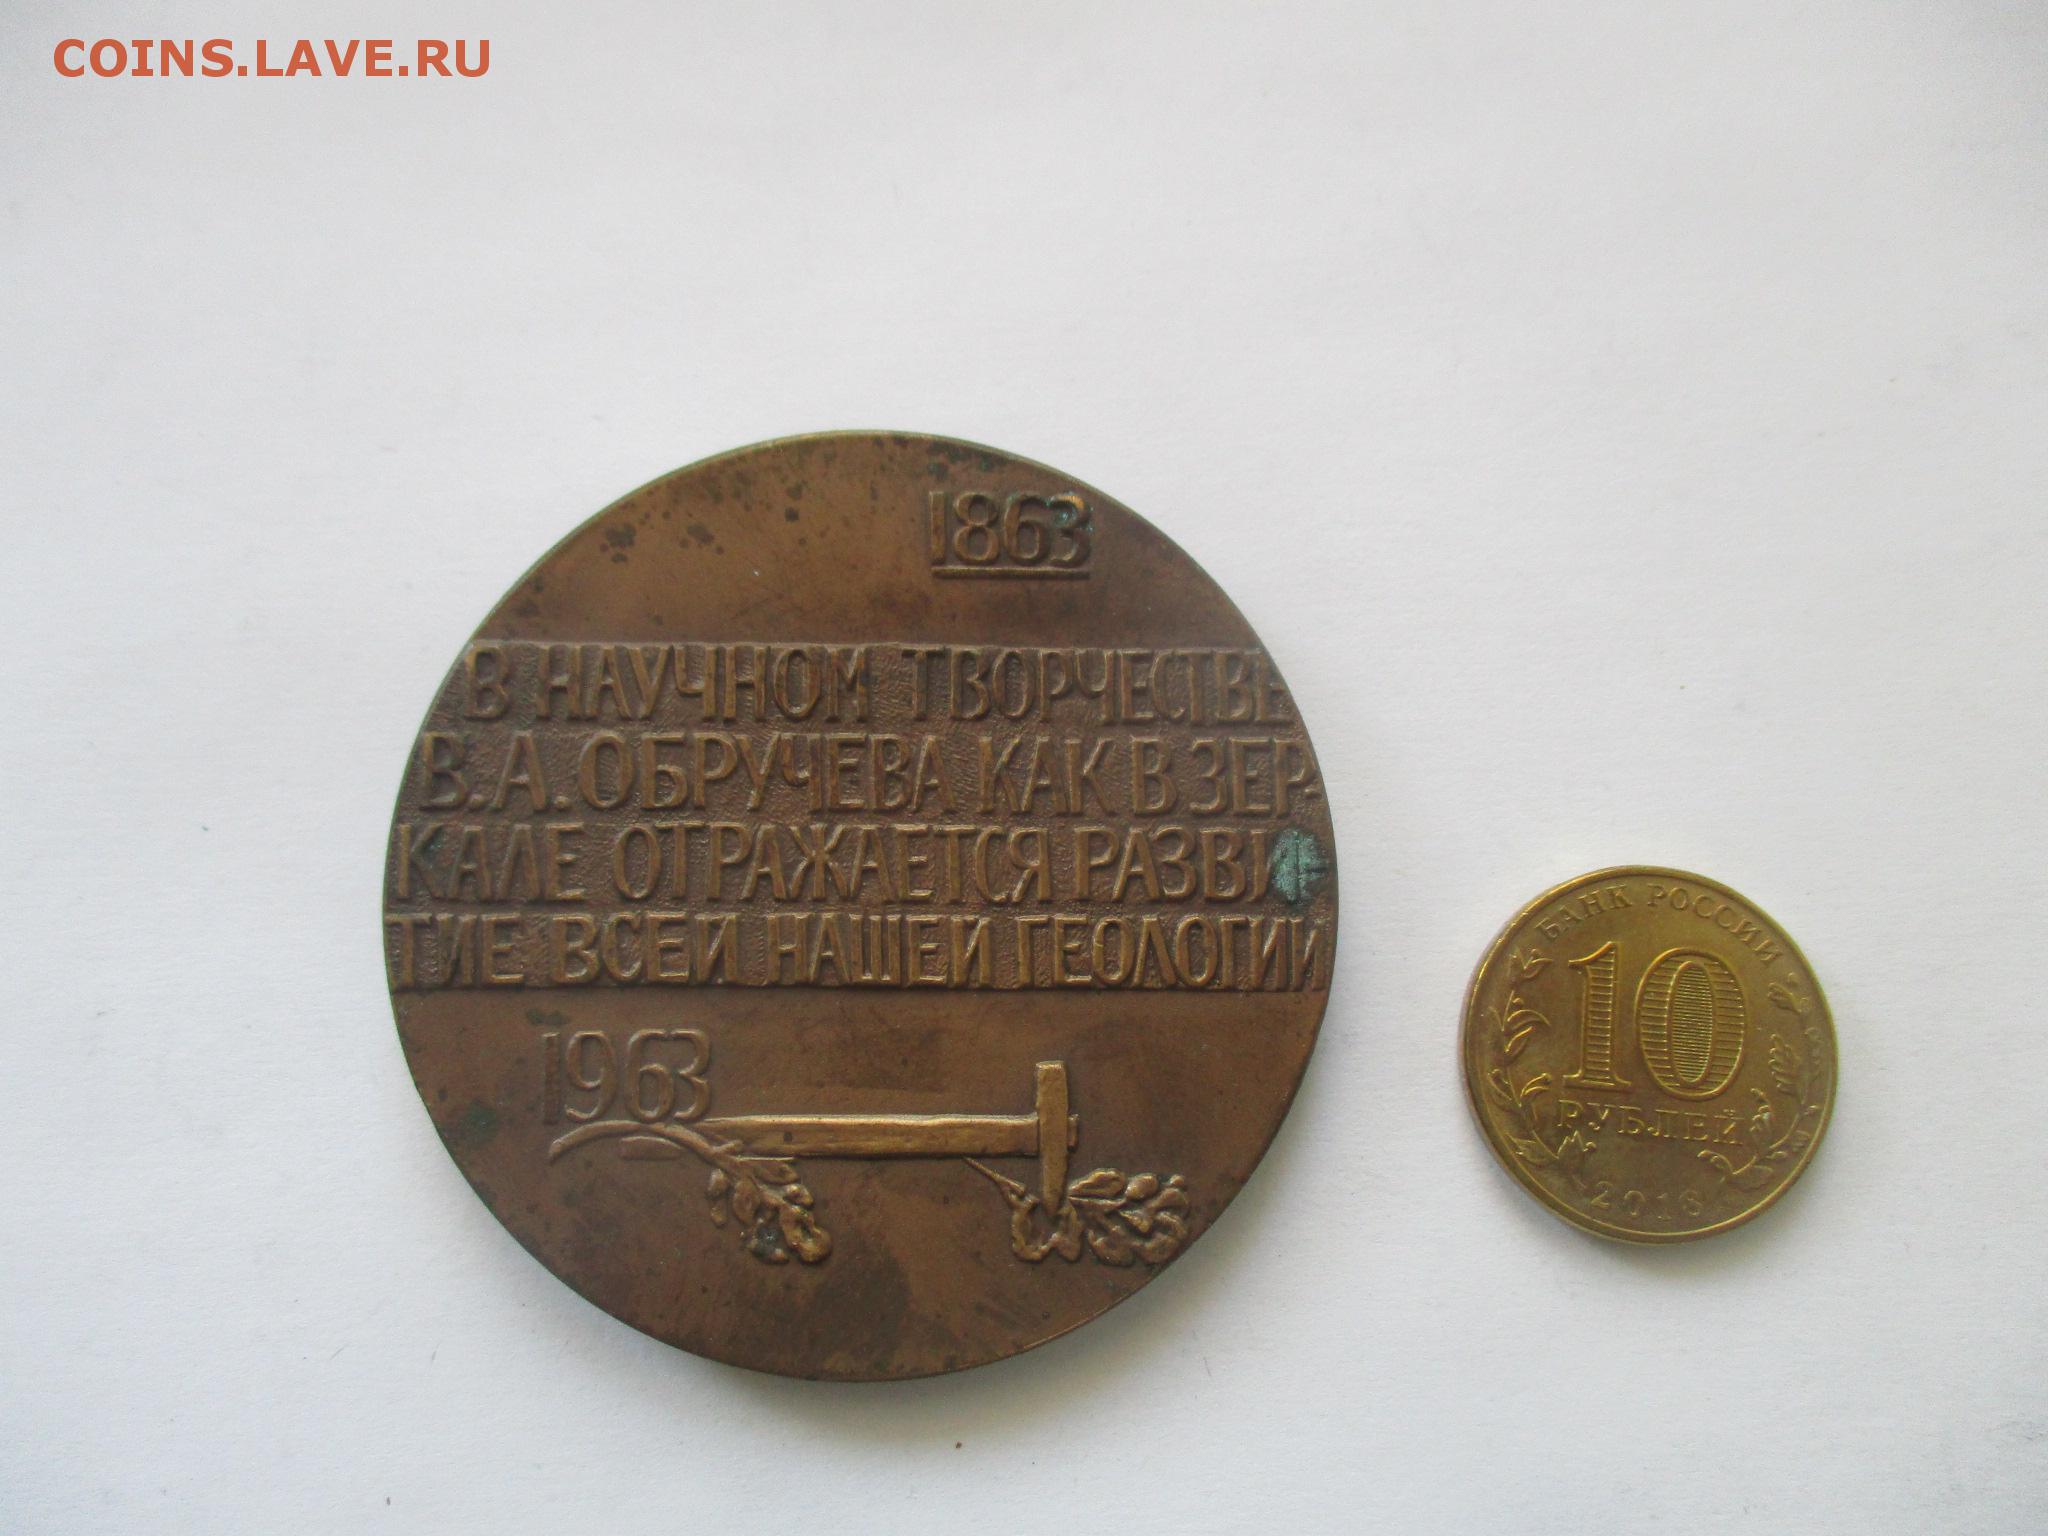 COINS.LAVE.RU
1863
В НАУЧНОМ ТВОРЧЕСТВЕ
В.А.ОБРУЧЕВА КАК В ЗЕР-
КАЛЕ ОТРАЖАЕТСЯ РАЗВИ
ТИЕ ВСЕЙ НАШЕЙ ГЕОЛОГИИ
1963
БАНК РОССИИ
10
РУБЛЕЙ
2016